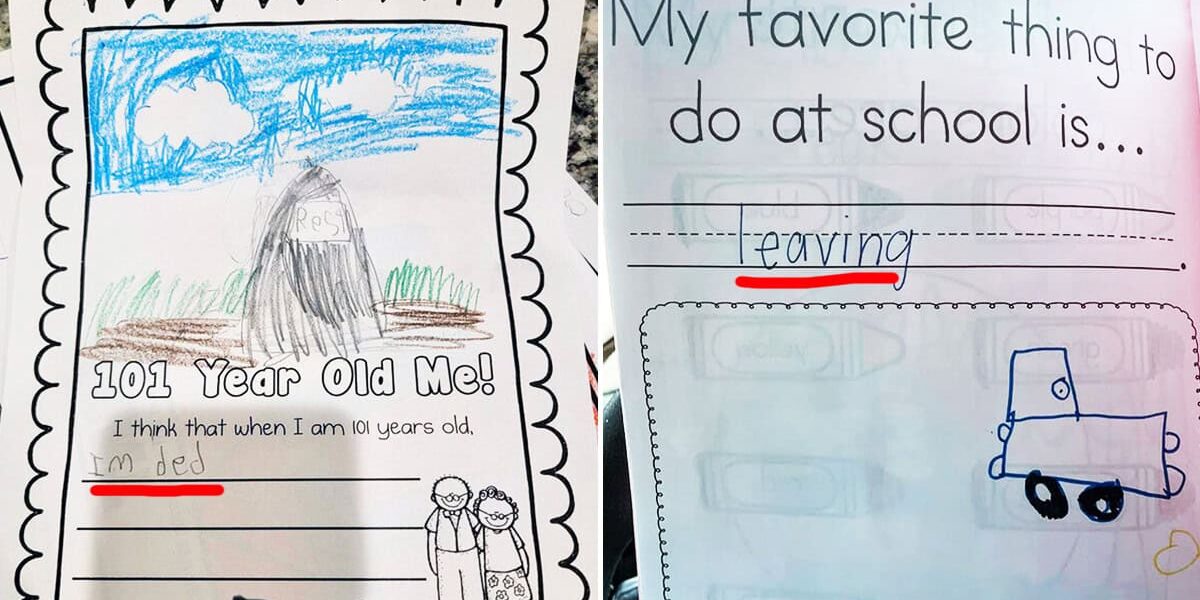 Rest
101 Year Old Me!
I think that when I am 101 years old,
Im ded
My favorite thing to
do at school is...
leaving.